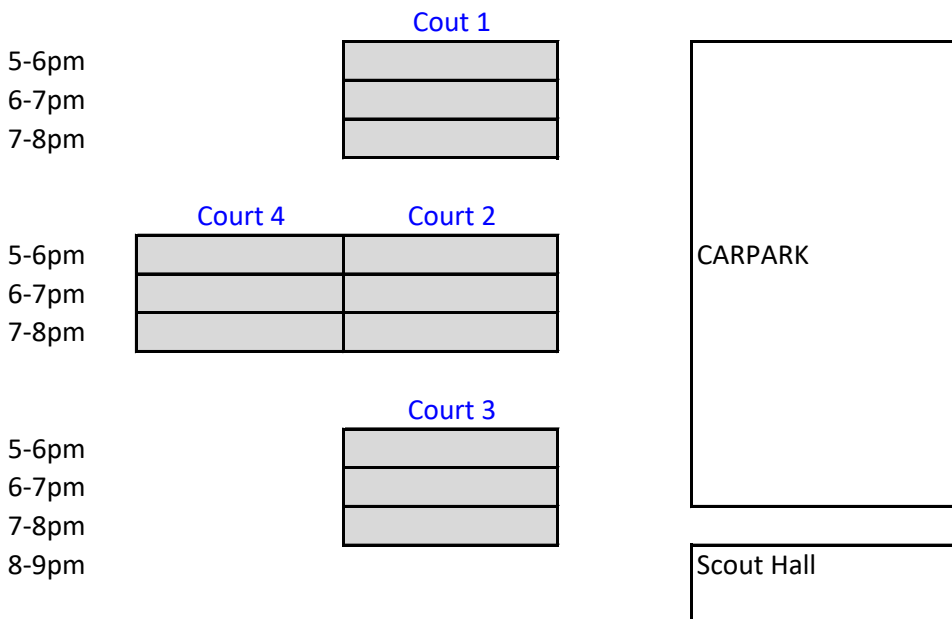 Cout 1
5-6pm
6-7pm
7-8pm
Court 4 Court 2
5-6pm CARPARK
6-7pm
7-8pm
Court 3
5-6pm
6-7pm
7-8pm
8-9pm Scout Hall